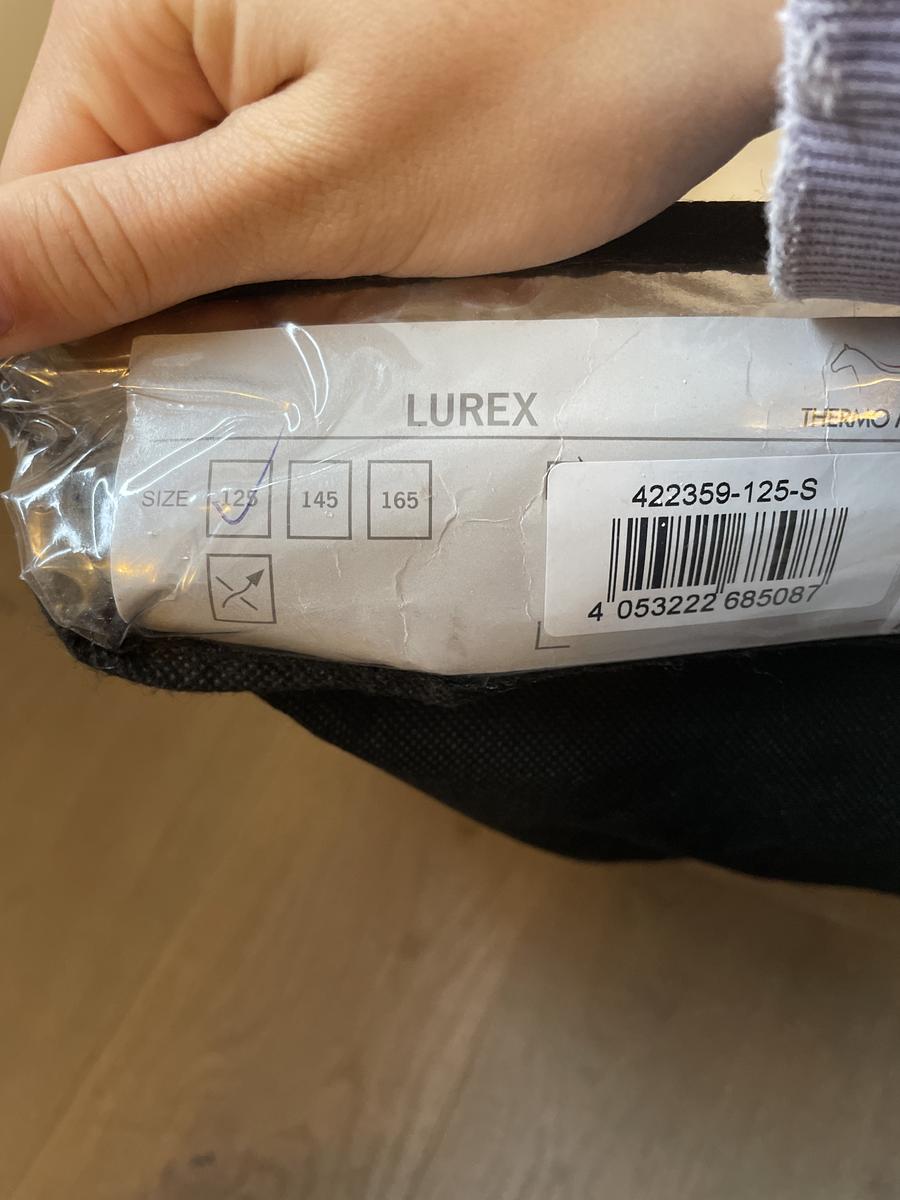 LUREX
THERMO
SIZE 125 145 165
422359-125-S
4 053222 685087